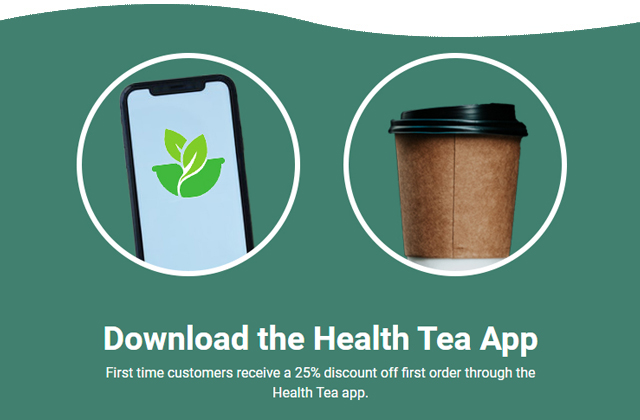 Download the Health Tea App
First time customers receive a 25% discount off first order through the
Health Tea app.